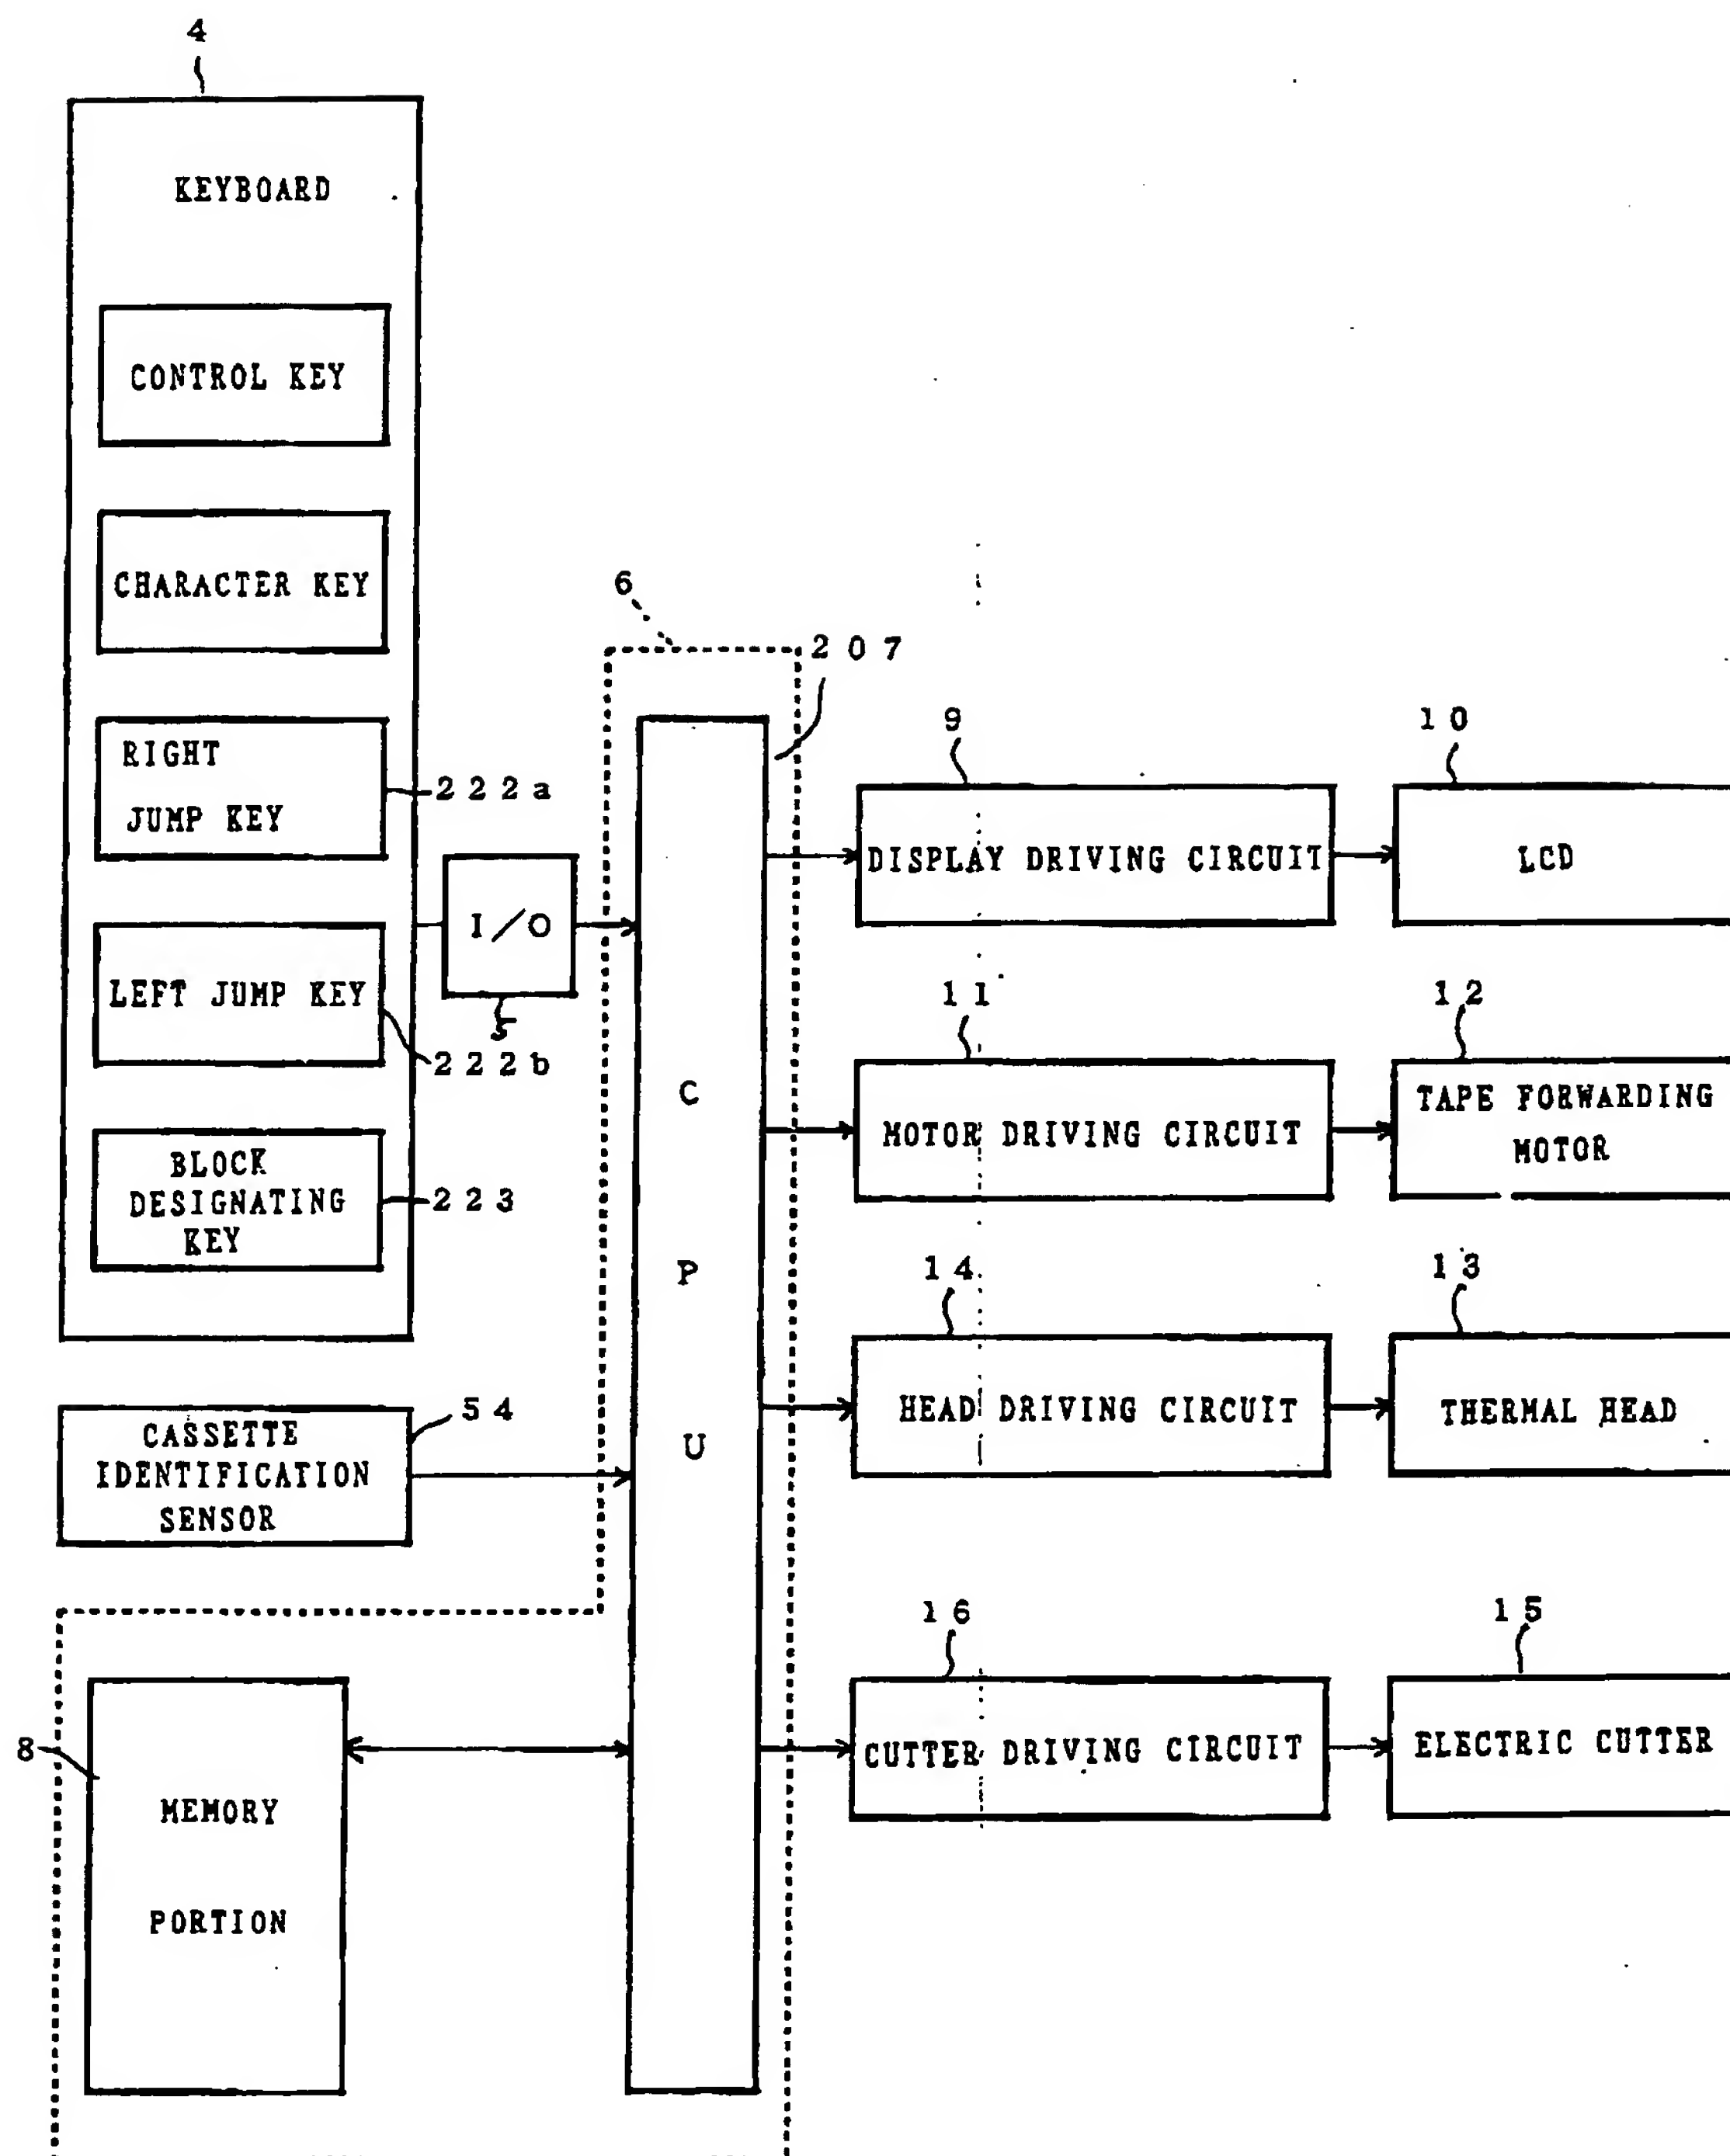 4
KEYBOARD
CONTROL KEY
CHARACTER KEY
RIGHT
JUMP KEY
222a
LEFT JUMP KEY
222b
BLOCK
DESIGNATING
KEY
223
I/O
5
6
207
C
P
U
CASSETTE
IDENTIFICATION
SENSOR
54
8
MEMORY
PORTION
9
DISPLAY DRIVING CIRCUIT
10
LCD
11
MOTOR DRIVING CIRCUIT
12
TAPE FORWARDING
MOTOR
14
HEAD DRIVING CIRCUIT
13
THERMAL HEAD
16
CUTTER DRIVING CIRCUIT
15
ELECTRIC CUTTER